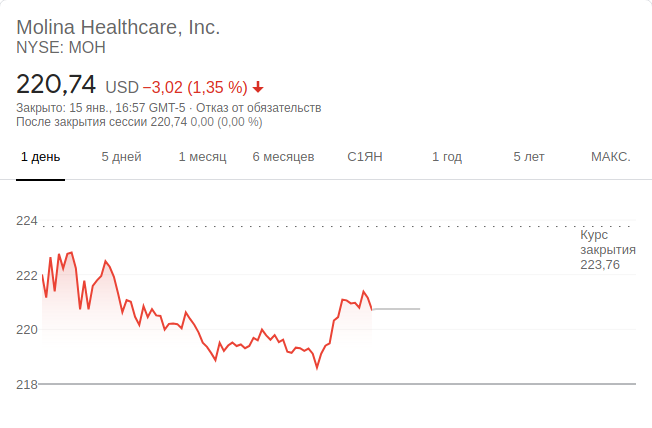 Molina Healthcare, Inc.
NYSE: MOH
220,74 USD −3,02 (1,35 %)
Закрыто: 15 янв., 16:57 GMT-5 · Отказ от обязательств
После закрытия сессии 220,74 0,00 (0,00 %)
1 день 5 дней 1 месяц 6 месяцев С1ЯН 1 год 5 лет МАКС.
224
Курс
закрытия
223,76
222
220
218